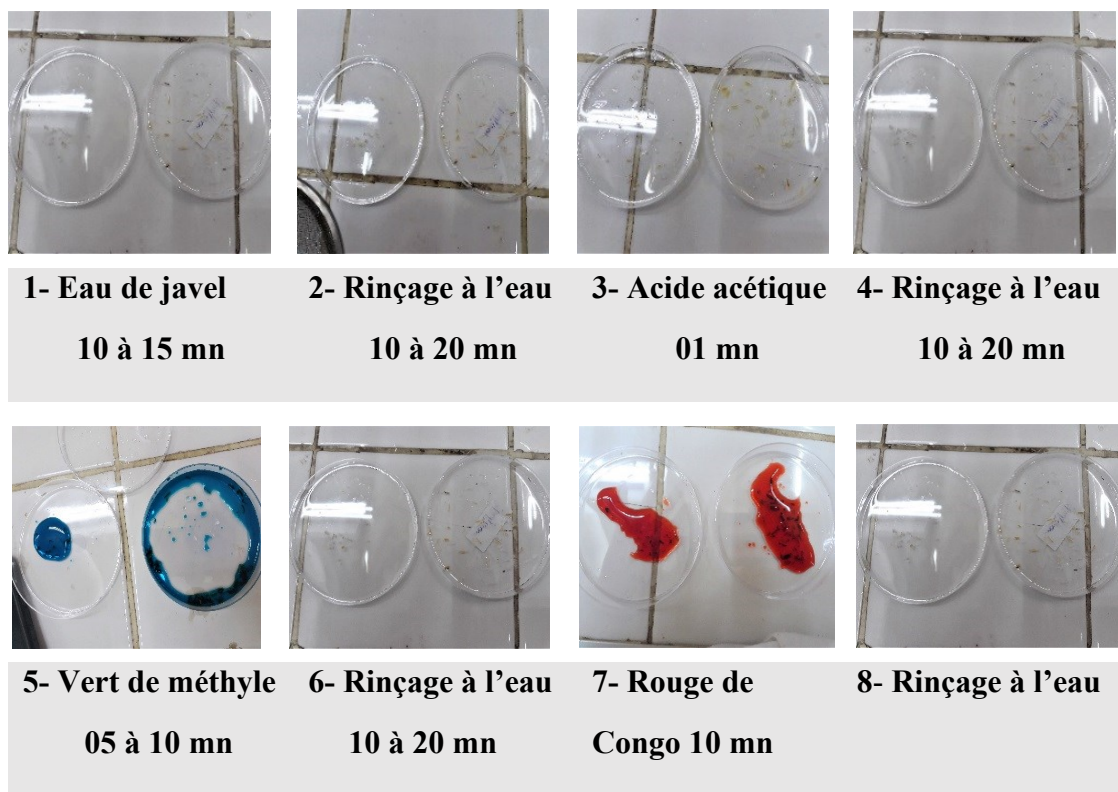 1- Eau de javel
10 à 15 mn
2- Rinçage à l’eau
10 à 20 mn
3- Acide acétique
01 mn
4- Rinçage à l’eau
10 à 20 mn
5- Vert de méthyle
05 à 10 mn
6- Rinçage à l’eau
10 à 20 mn
7- Rouge de
Congo 10 mn
8- Rinçage à l’eau